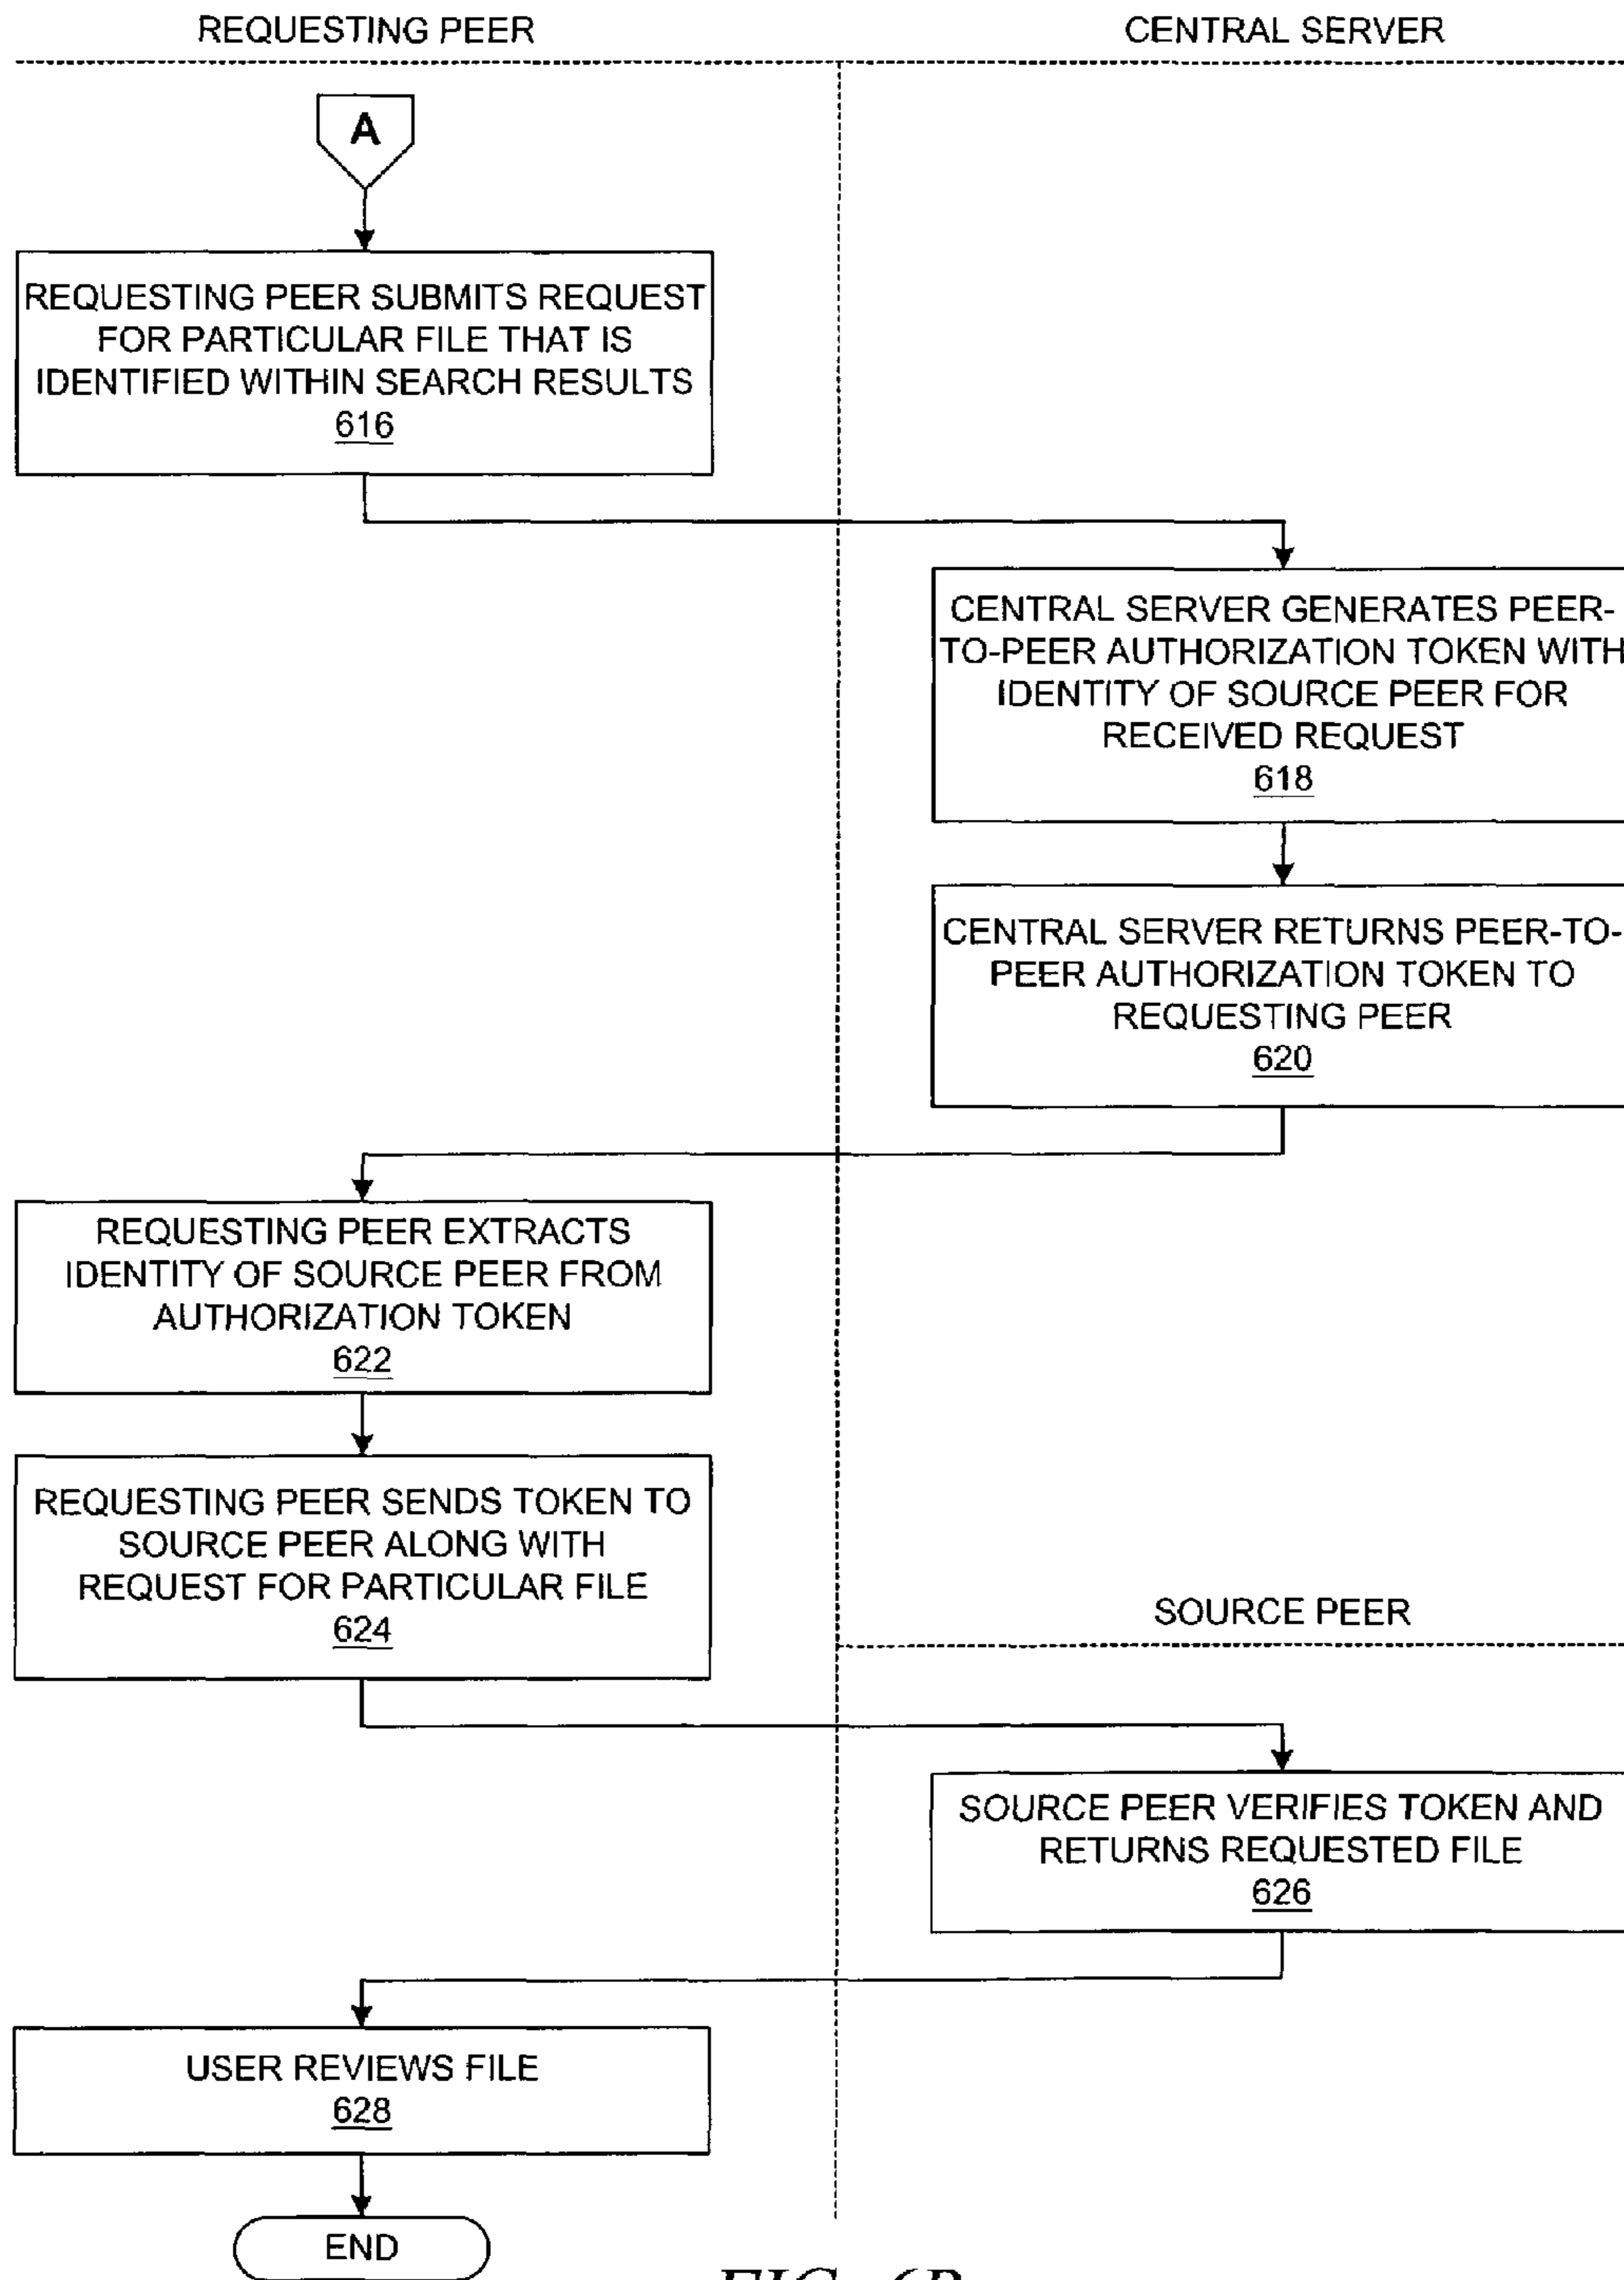 REQUESTING PEER
CENTRAL SERVER
A
REQUESTING PEER SUBMITS REQUEST
FOR PARTICULAR FILE THAT IS
IDENTIFIED WITHIN SEARCH RESULTS
616
CENTRAL SERVER GENERATES PEER-
TO-PEER AUTHORIZATION TOKEN WITH
IDENTITY OF SOURCE PEER FOR
RECEIVED REQUEST
618
CENTRAL SERVER RETURNS PEER-TO-
PEER AUTHORIZATION TOKEN TO
REQUESTING PEER
620
REQUESTING PEER EXTRACTS
IDENTITY OF SOURCE PEER FROM
AUTHORIZATION TOKEN
622
REQUESTING PEER SENDS TOKEN TO
SOURCE PEER ALONG WITH
REQUEST FOR PARTICULAR FILE
624
SOURCE PEER
SOURCE PEER VERIFIES TOKEN AND
RETURNS REQUESTED FILE
626
USER REVIEWS FILE
628
END
FIG. 6B